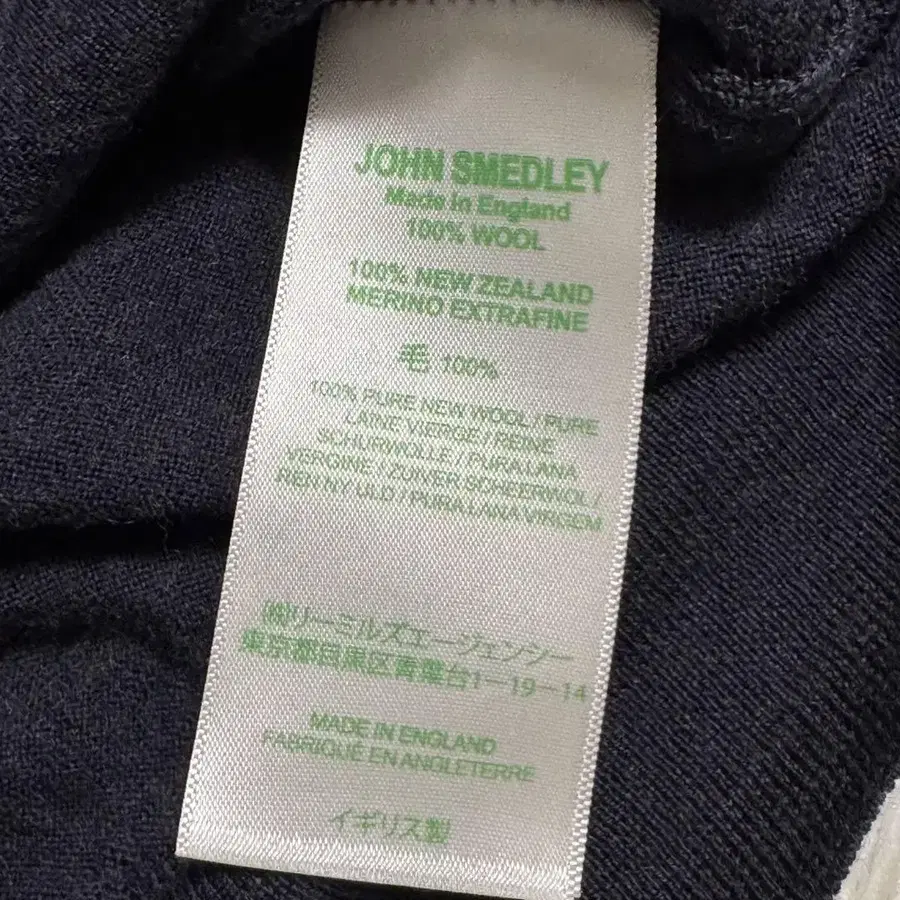 JOHN SMEDLEY
Made in England
100% WOOL
100% NEW ZEALAND
MERINO EXTRAFINE
毛 100%
100% PURE NEW WOOL / PURE
LAINE VIERGE / REINE
SCHURWOLLE / PURA LANA
VERGINE / ZUIVER SCHEERWOL /
REN NY ULD / PURA LANA VIRGEM
㈱リーミルズエージェンシー
東京都目黒区青葉台1-19-14
MADE IN ENGLAND
FABRIQUÉ EN ANGLETERRE
イギリス製